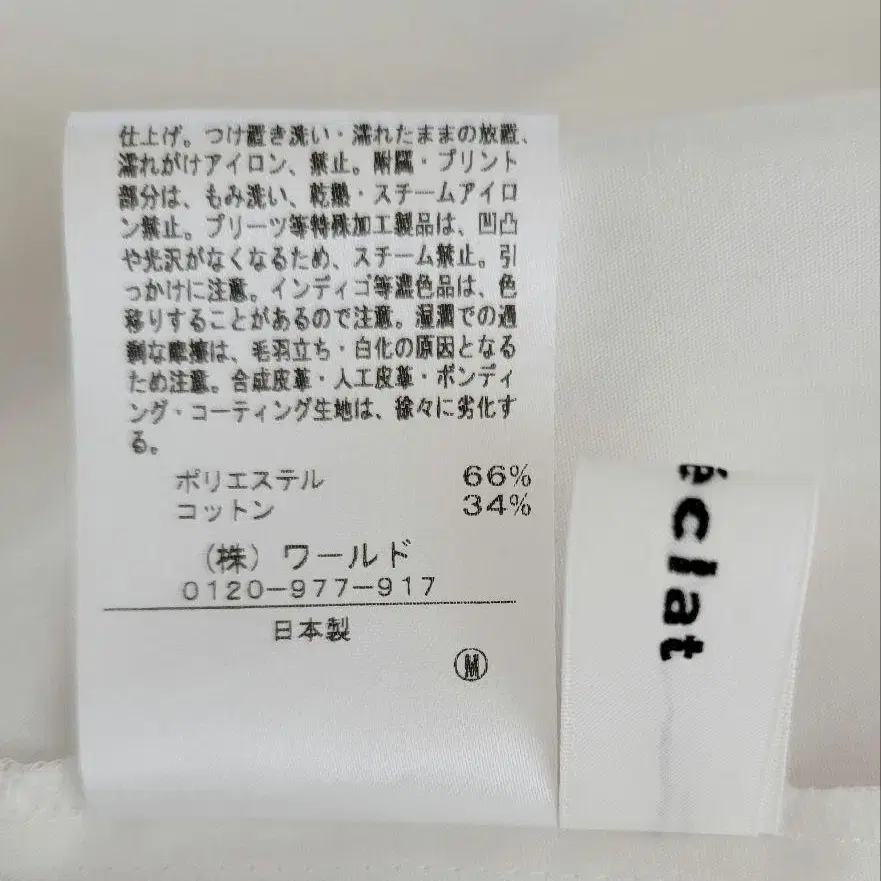 仕上げ。つけ置き洗い・濡れたままの放置、
濡れがけアイロン、禁止。附属・プリント
部分は、もみ洗い、乾熱・スチームアイロ
ン禁止。プリーツ等特殊加工製品は、凹凸
や光沢がなくなるため、スチーム禁止。引
っかけに注意。インディゴ等濃色品は、色
移りすることがあるので注意。湿潤での過
剰な摩擦は、毛羽立ち・白化の原因となる
ため注意。合成皮革・人工皮革・ボンディ
ング・コーティング生地は、徐々に劣化す
る。
ポリエステル 66%
コットン 34%
(株) ワールド
0120-977-917
日本製
M
éclat